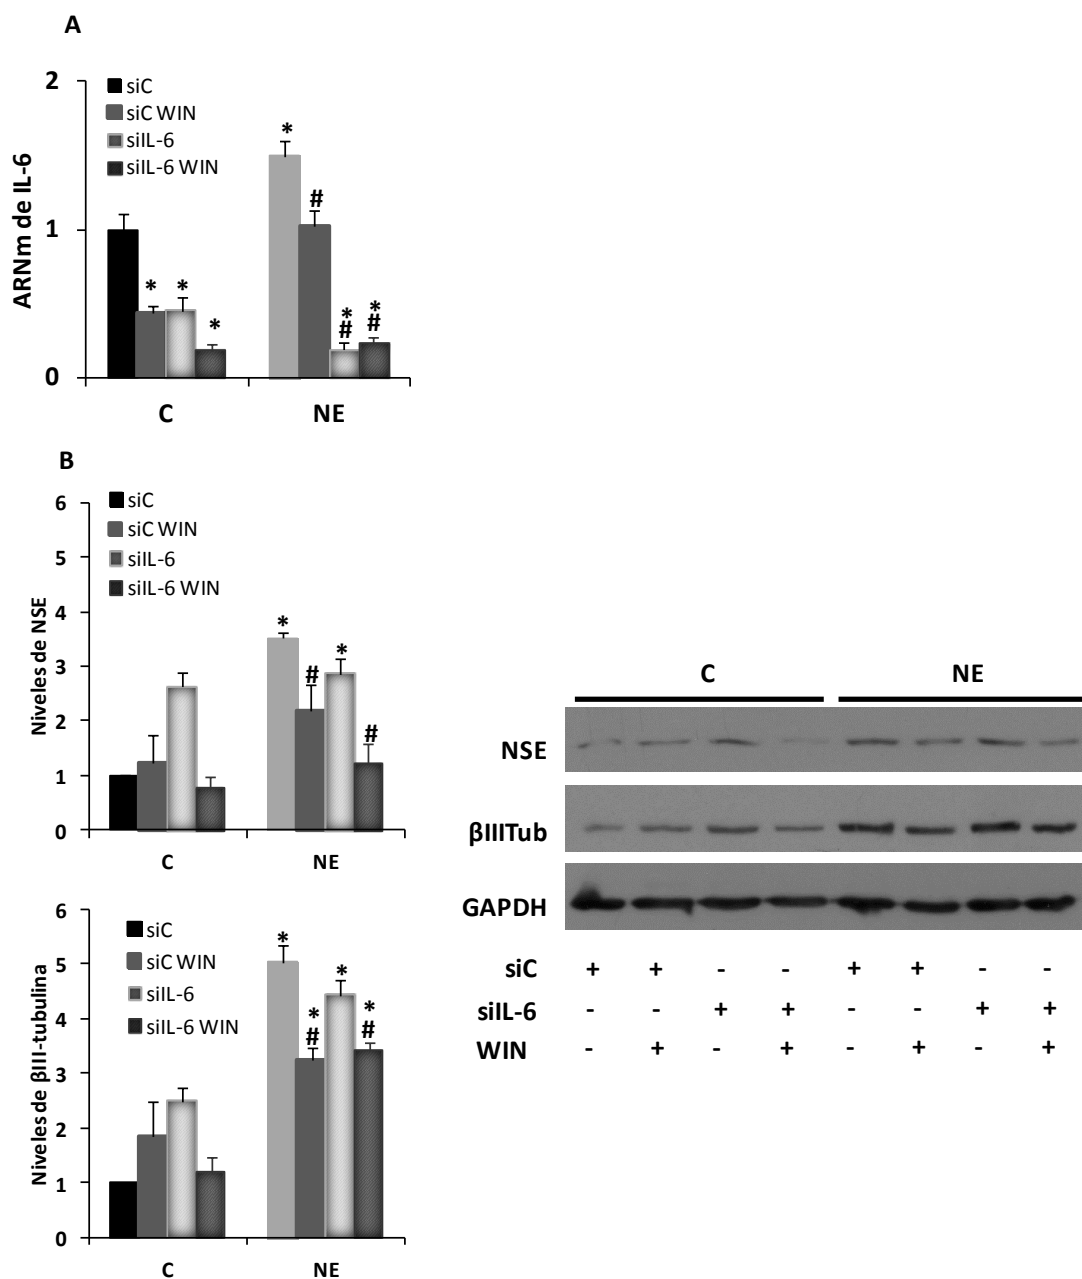 A
2
1
0
ARNm de IL-6
siC
siC WIN
siIL-6
siIL-6 WIN
* * *
* # * # * #
C NE
B
6
5
4
3
2
1
0
Niveles de NSE
siC
siC WIN
siIL-6
siIL-6 WIN
* # * #
C NE
6
5
4
3
2
1
0
Niveles de βIII-tubulina
siC
siC WIN
siIL-6
siIL-6 WIN
* * # * * #
C NE
C NE
NSE
βIIITub
GAPDH
siC + + - - + + - -
siIL-6 - - + + - - + +
WIN - + - + - + - +